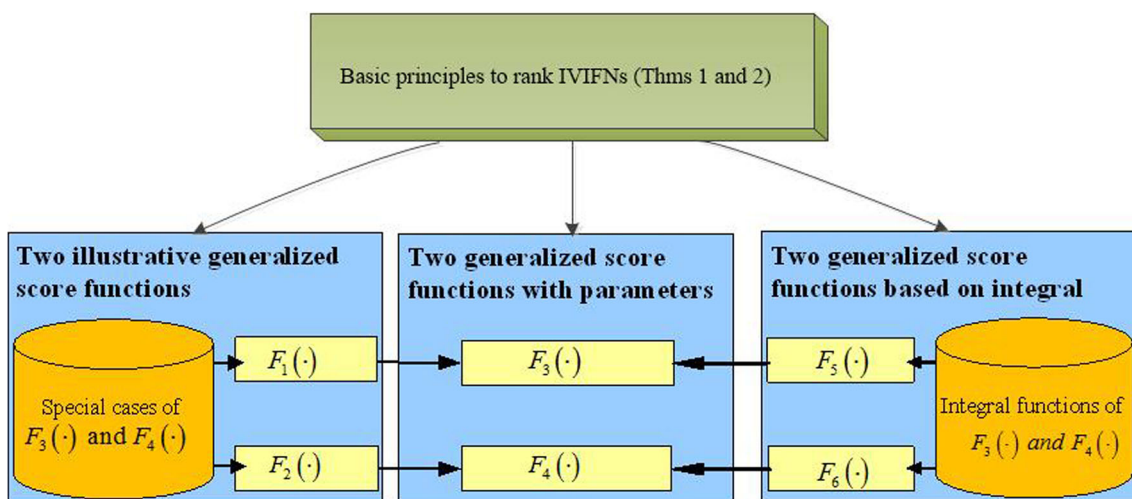 Basic principles to rank IVIFNs (Thms 1 and 2)
Two illustrative generalized
score functions
Special cases of
F₃(·) and F₄(·)
F₁(·)
F₂(·)
Two generalized score
functions with parameters
F₃(·)
F₄(·)
Two generalized score
functions based on integral
F₅(·)
F₆(·)
Integral functions of
F₃(·) and F₄(·)